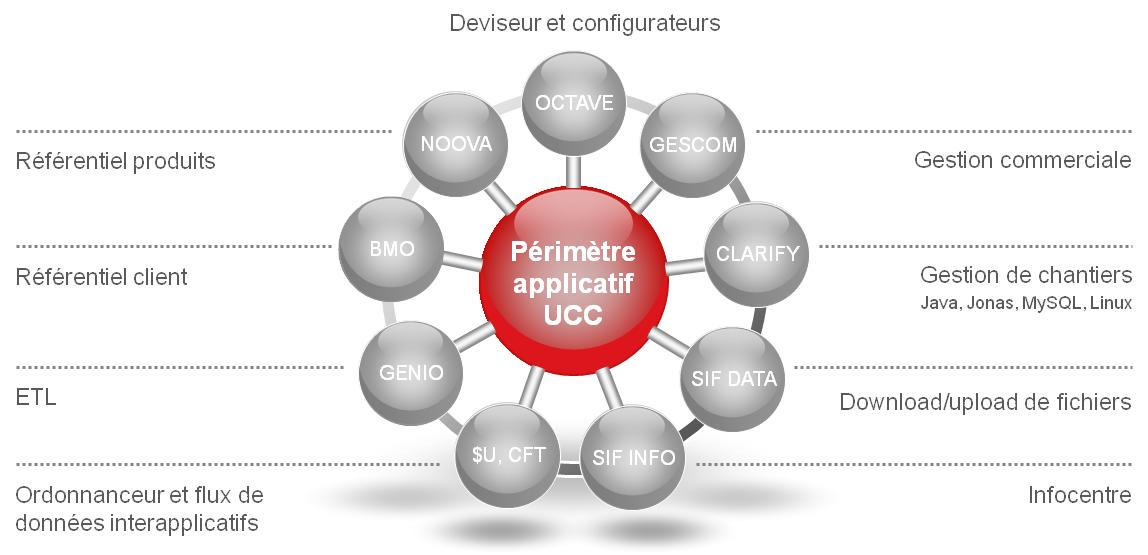 Deviseur et configurateurs
OCTAVE
NOOVA
GESCOM
Référentiel produits
Gestion commerciale
BMO
Périmètre
applicatif
UCC
CLARIFY
Référentiel client
Gestion de chantiers
Java, Jonas, MySQL, Linux
GENIO
SIF DATA
ETL
Download/upload de fichiers
$U, CFT
SIF INFO
Ordonnanceur et flux de
données interapplicatifs
Infocentre